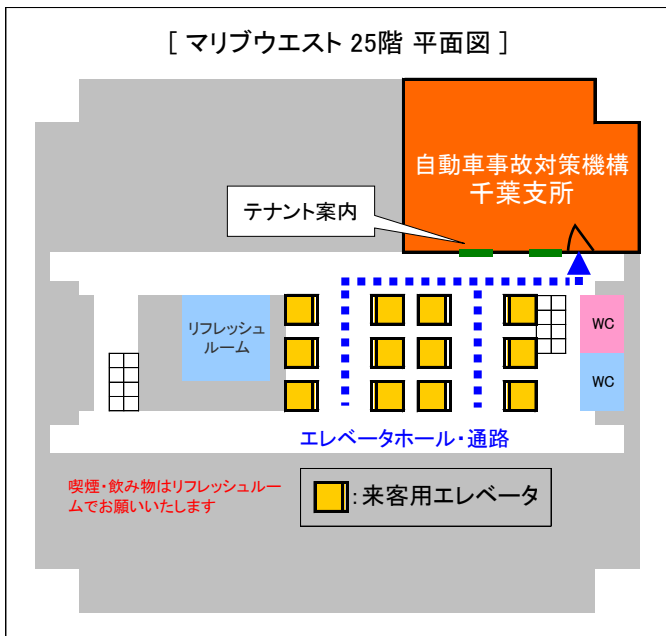 [ マリブウエスト 25階 平面図 ]
自動車事故対策機構
千葉支所
テナント案内
リフレッシュ
ルーム
WC
WC
エレベータホール・通路
喫煙・飲み物はリフレッシュルー
ムでお願いいたします
：来客用エレベータ